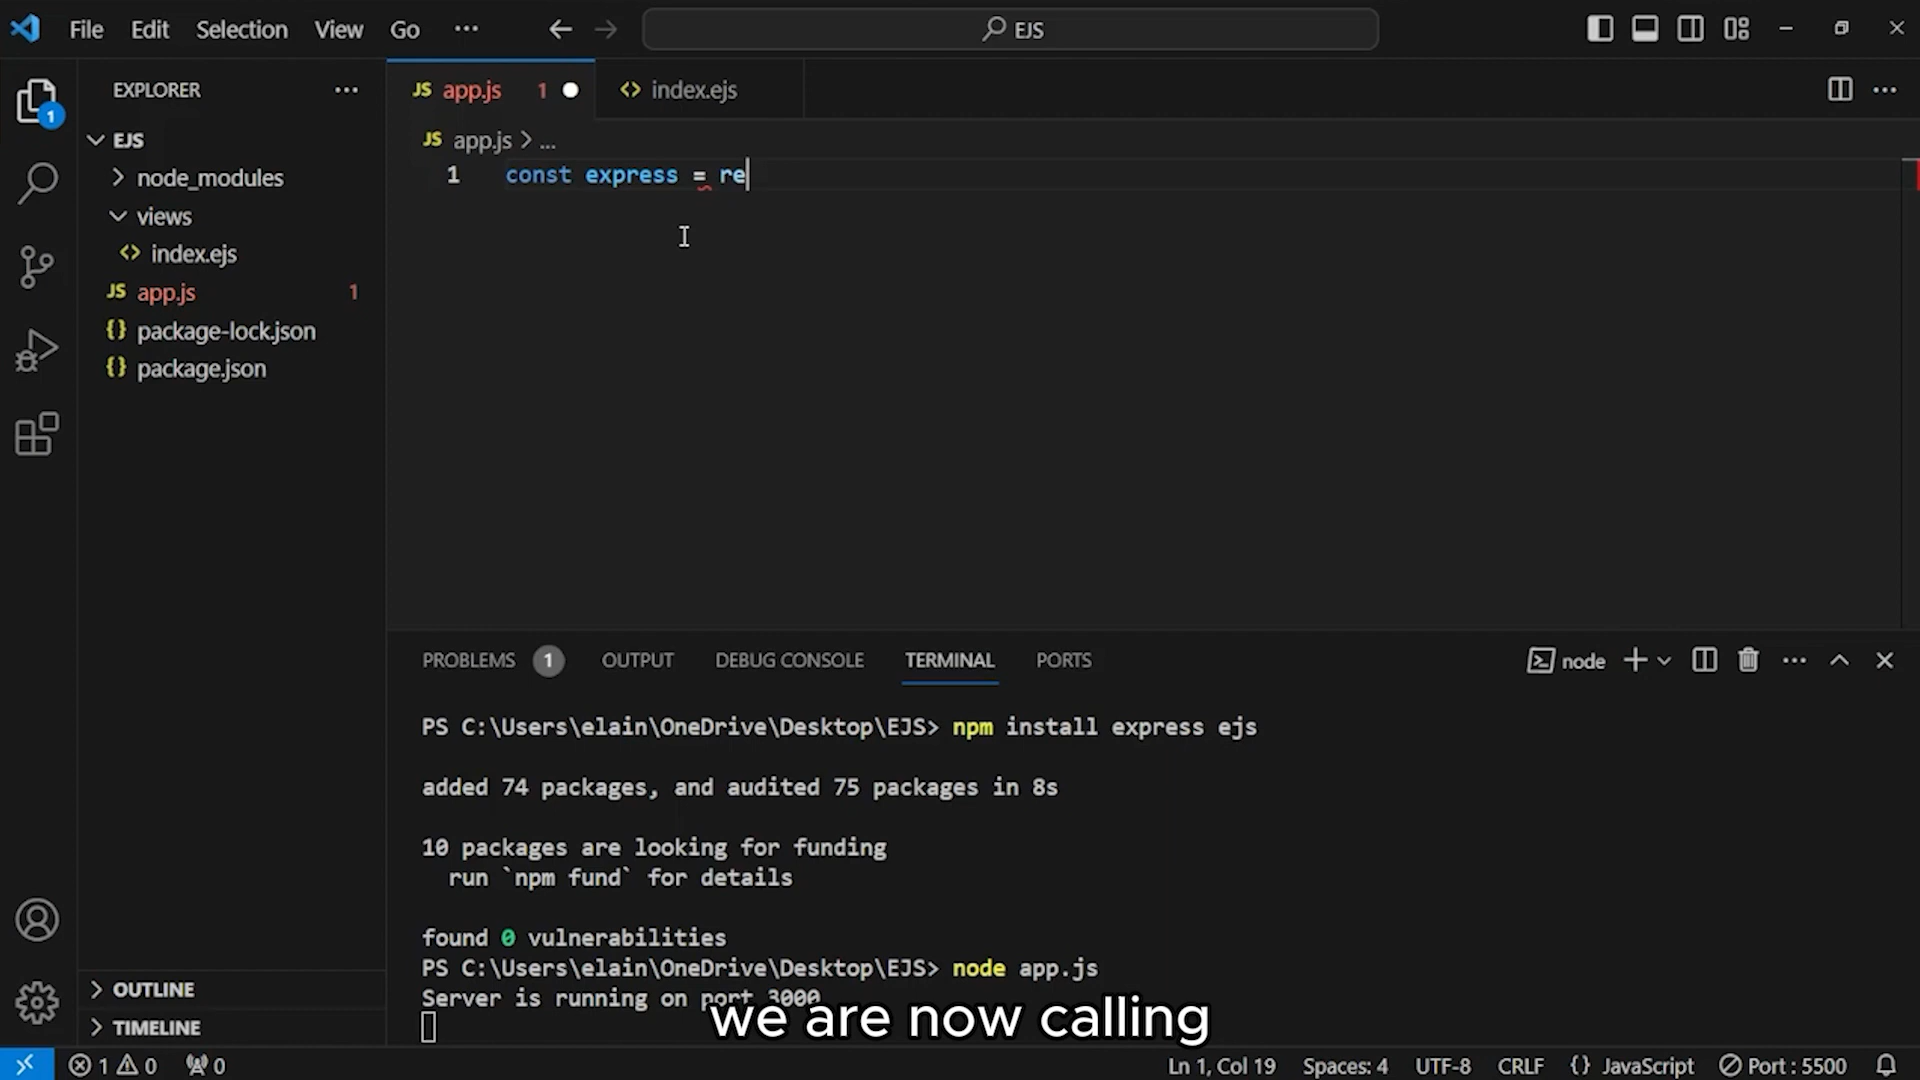 File Edit Selection View Go ... EJS
EXPLORER ...
JS app.js 1
<> index.ejs
1
EJS
node_modules
views
<> index.ejs
JS app.js 1
{} package-lock.json
{} package.json
JS app.js > ...
1 const express = re
PROBLEMS 1 OUTPUT DEBUG CONSOLE TERMINAL PORTS
node
PS C:\Users\elain\OneDrive\Desktop\EJS> npm install express ejs
added 74 packages, and audited 75 packages in 8s
10 packages are looking for funding
run `npm fund` for details
found 0 vulnerabilities
PS C:\Users\elain\OneDrive\Desktop\EJS> node app.js
Server is running on port 3000
we are now calling
OUTLINE
TIMELINE
1 0 0 Ln 1, Col 19 Spaces: 4 UTF-8 CRLF {} JavaScript Port : 5500